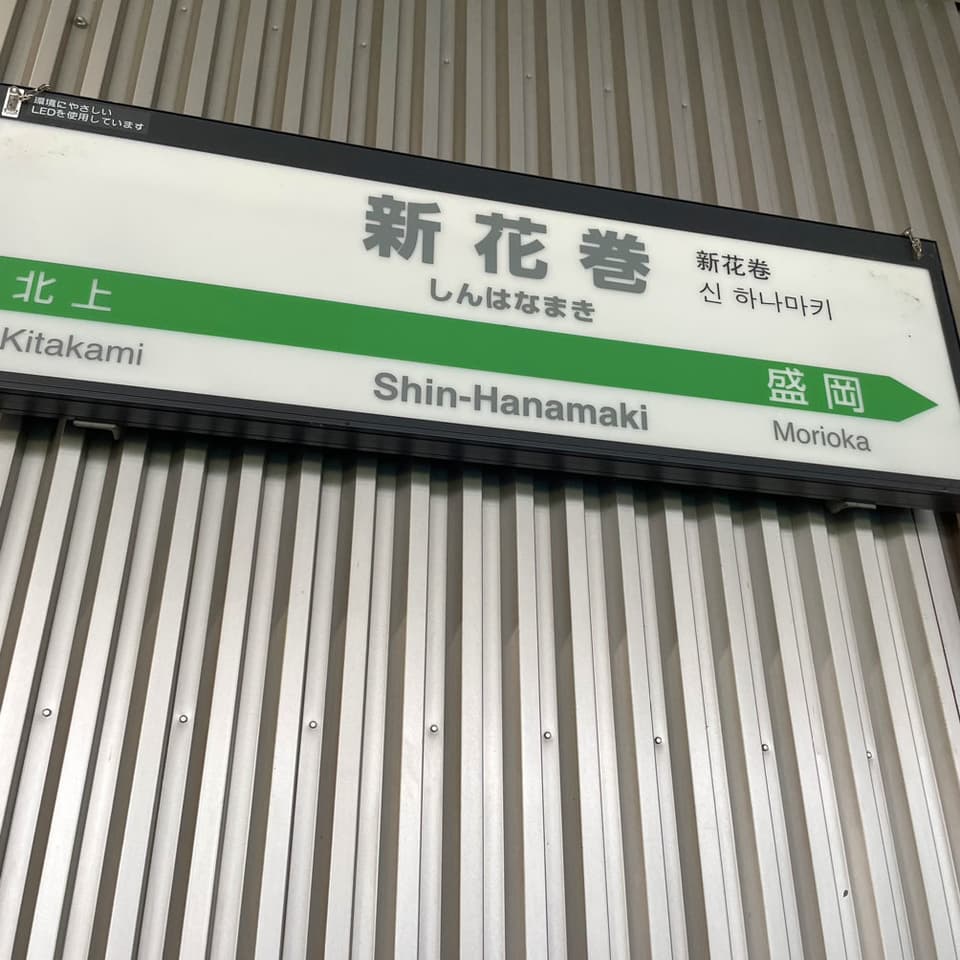 環境にやさしい
LEDを使用しています
新花巻
しんはなまき
新花巻
신 하나마키
北上
盛岡
Kitakami
Shin-Hanamaki
Morioka